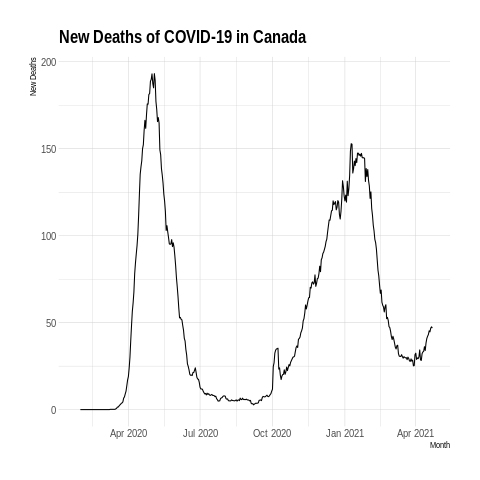 New Deaths of COVID-19 in Canada
New Deaths
200
150
100
50
0
Apr 2020 Jul 2020 Oct 2020 Jan 2021 Apr 2021
Month